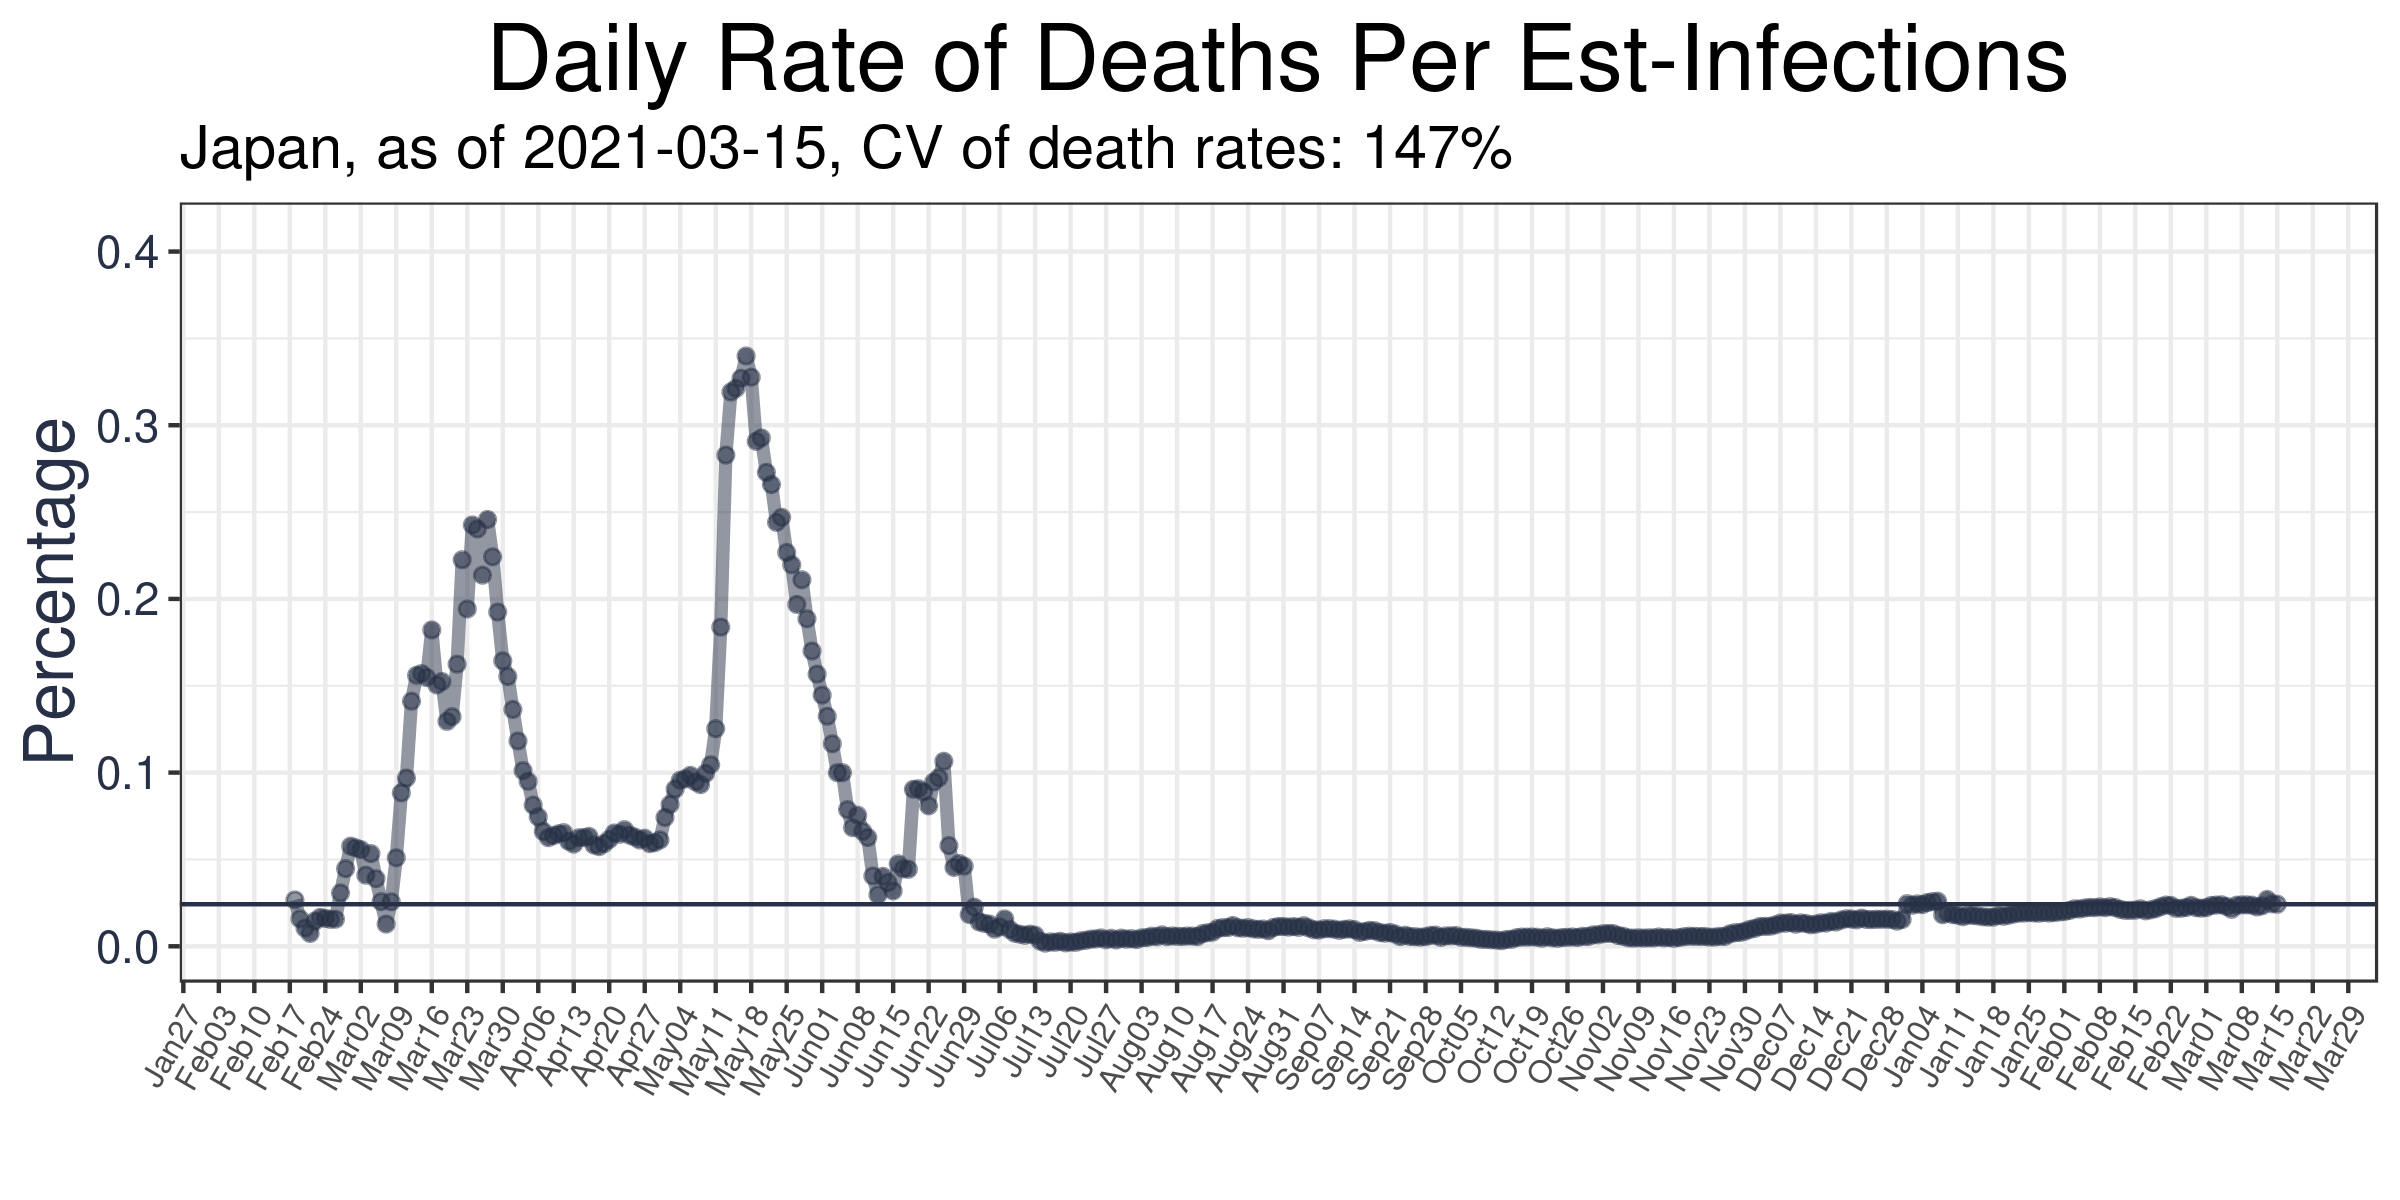 Daily Rate of Deaths Per Est-Infections
Japan, as of 2021-03-15, CV of death rates: 147%
Percentage
0.4
0.3
0.2
0.1
0.0
Jan27
Feb03
Feb10
Feb17
Feb24
Mar02
Mar09
Mar16
Mar23
Mar30
Apr06
Apr13
Apr20
Apr27
May04
May11
May18
May25
Jun01
Jun08
Jun15
Jun22
Jun29
Jul06
Jul13
Jul20
Jul27
Aug03
Aug10
Aug17
Aug24
Aug31
Sep07
Sep14
Sep21
Sep28
Oct05
Oct12
Oct19
Oct26
Nov02
Nov09
Nov16
Nov23
Nov30
Dec07
Dec14
Dec21
Dec28
Jan04
Jan11
Jan18
Jan25
Feb01
Feb08
Feb15
Feb22
Mar01
Mar08
Mar15
Mar22
Mar29